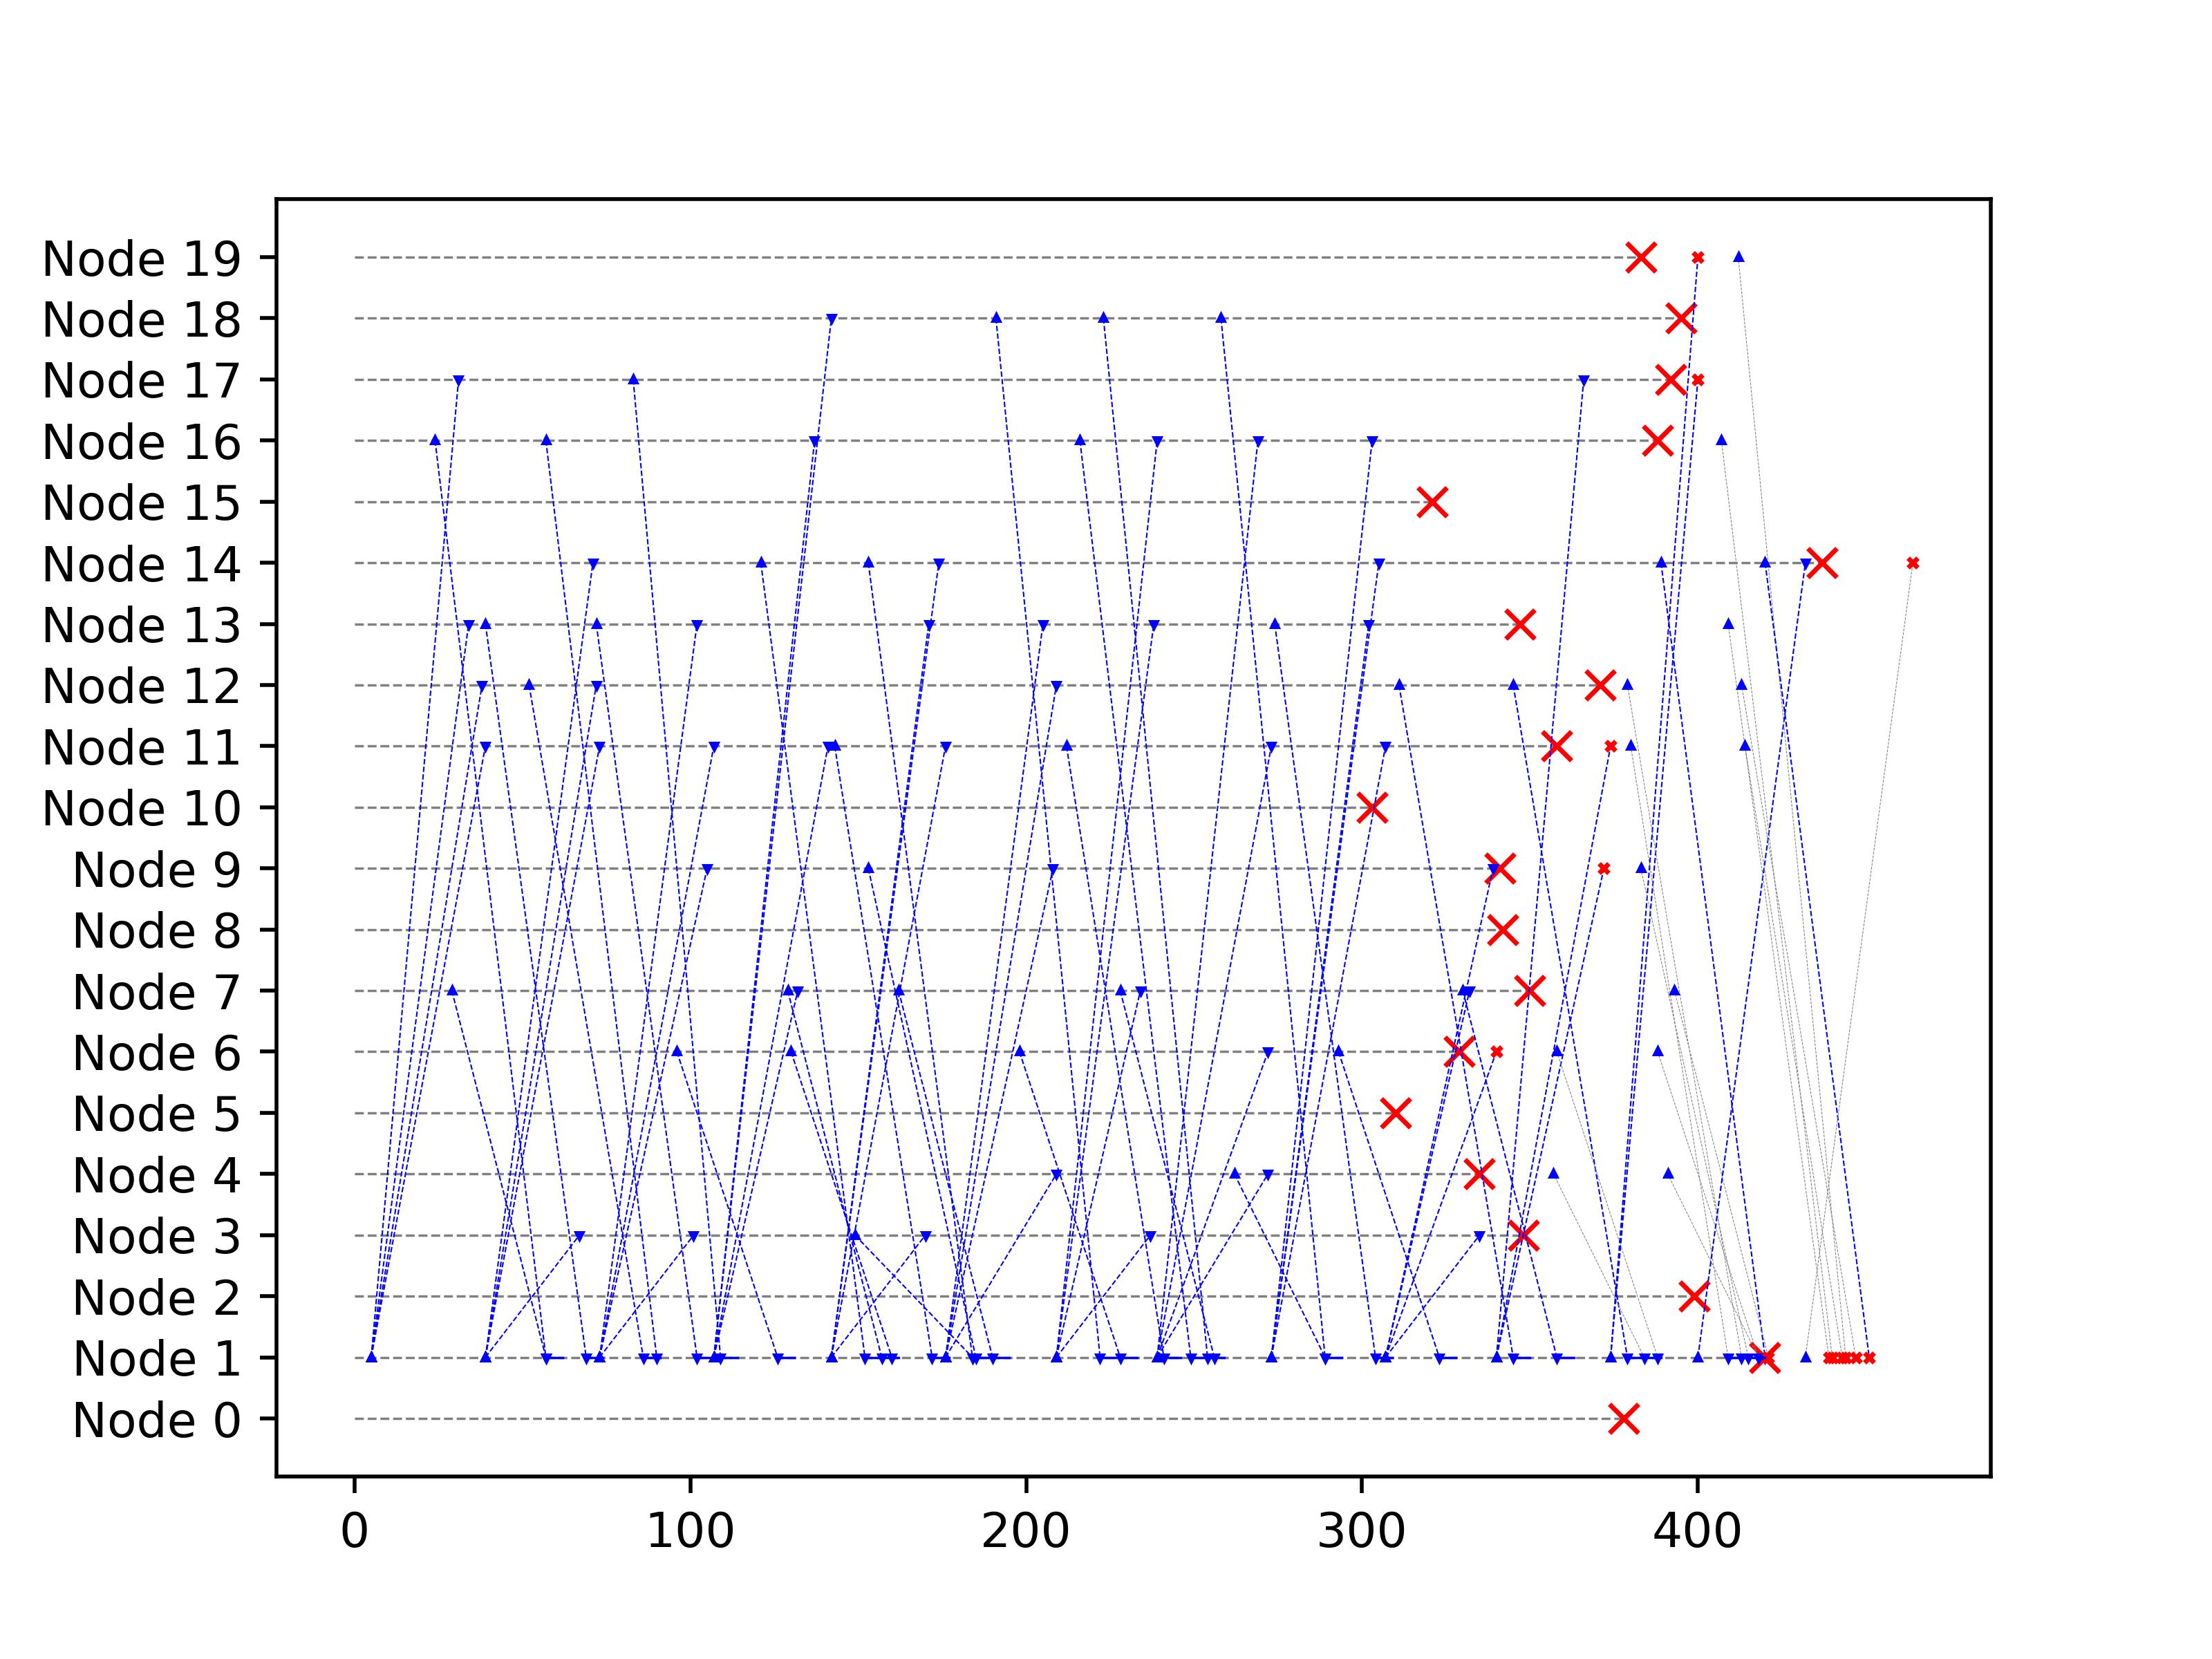 Node 19
Node 18
Node 17
Node 16
Node 15
Node 14
Node 13
Node 12
Node 11
Node 10
Node 9
Node 8
Node 7
Node 6
Node 5
Node 4
Node 3
Node 2
Node 1
Node 0
0 100 200 300 400